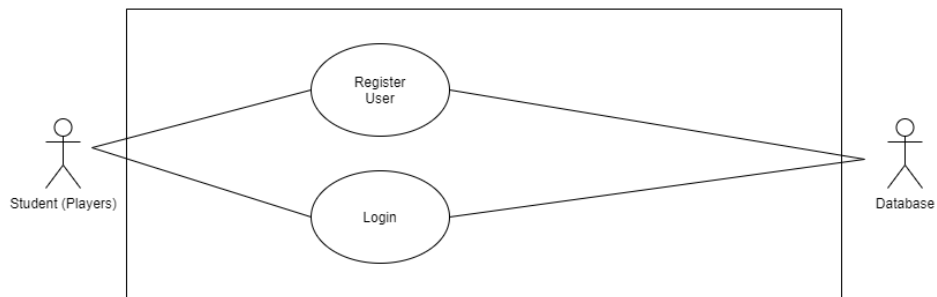 Register
User
Student (Players)
Login
Database